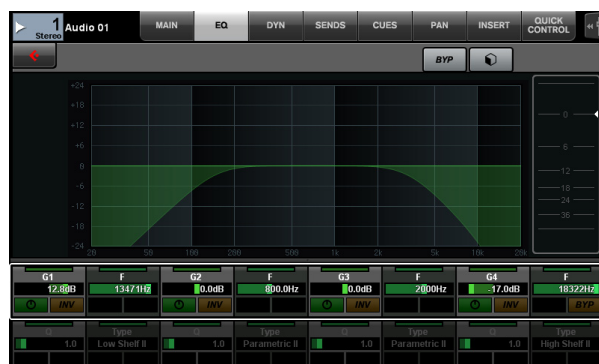 1 Audio 01 MAIN EQ DYN SENDS CUES PAN INSERT QUICK CONTROL
Stereo
BYP
+24
+18
+12
+6
0
-6
-12
-18
-24
20 50 100 200 500 1k 2k 5k 10k 20k
0
6
12
18
24
36
G1 F G2 F G3 F G4 F
12.8dB 13471Hz 0.0dB 800.0Hz 0.0dB 2000Hz -17.0dB 18322Hz
INV INV INV INV BYP
Q Type Q Type Q Type Q Type
1.0 Low Shelf II 1.0 Parametric II 1.0 Parametric II 1.0 High Shelf II